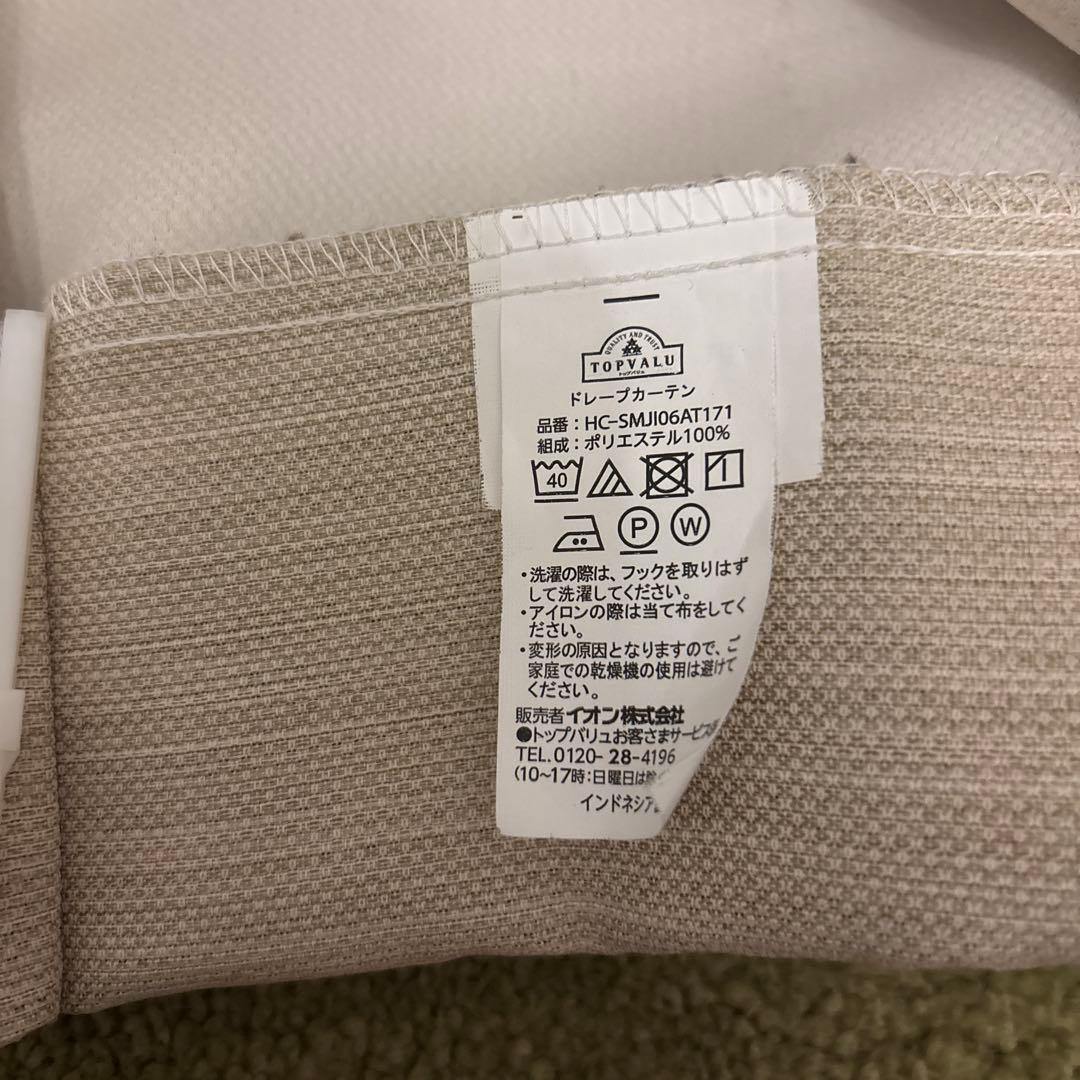 QUALITY AND TRUST
TOPVALU
トップバリュ
ドレープカーテン
品番：HC-SMJI06AT171
組成：ポリエステル100%
40
P W
・洗濯の際は、フックを取りはず
して洗濯してください。
・アイロンの際は当て布をしてく
ださい。
・変形の原因となりますので、ご
家庭での乾燥機の使用は避けて
ください。
販売者 イオン株式会社
●トップバリュお客さまサービス
TEL.0120-28-4196
(10~17時:日曜日は除
インドネシア